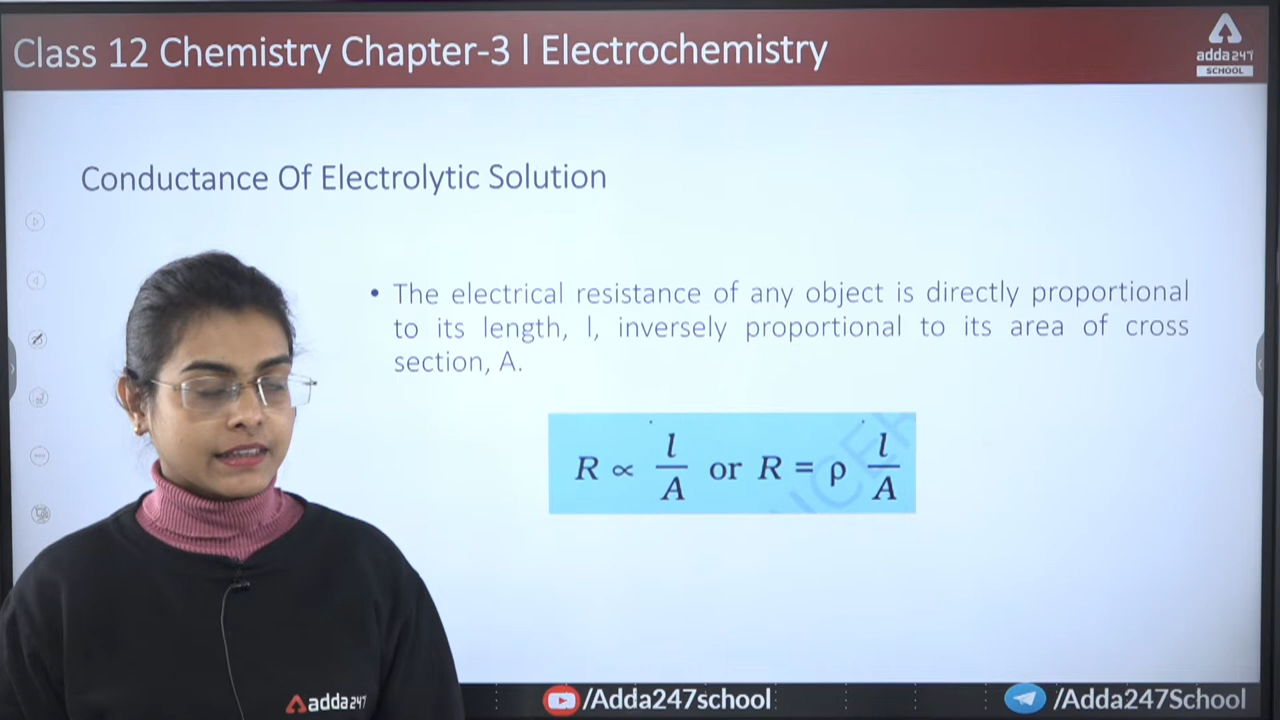 Class 12 Chemistry Chapter-3 l Electrochemistry
adda247
SCHOOL
Conductance Of Electrolytic Solution
• The electrical resistance of any object is directly proportional
to its length, l, inversely proportional to its area of cross
section, A.
R ∝ l/A or R = ρ l/A
adda247
/Adda247school
/Adda247School